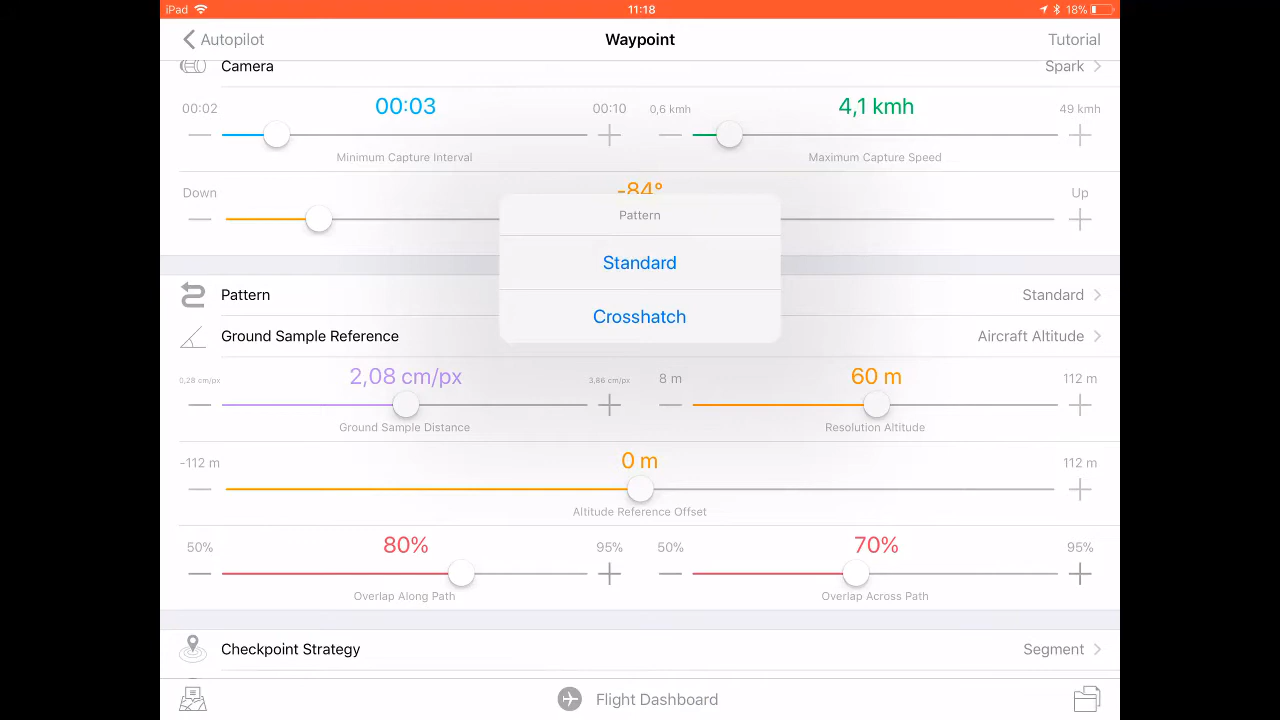 iPad 11:18 18%
Autopilot Waypoint Tutorial
Camera Spark
00:02 00:03 00:10 0,6 kmh 4,1 kmh 49 kmh
Minimum Capture Interval Maximum Capture Speed
Down -84° Up
Pattern
Standard
Crosshatch
Pattern Standard
Ground Sample Reference Aircraft Altitude
0,28 cm/px 2,08 cm/px 3,86 cm/px 8 m 60 m 112 m
Ground Sample Distance Resolution Altitude
-112 m 0 m 112 m
Altitude Reference Offset
50% 80% 95% 50% 70% 95%
Overlap Along Path Overlap Across Path
Checkpoint Strategy Segment
Flight Dashboard